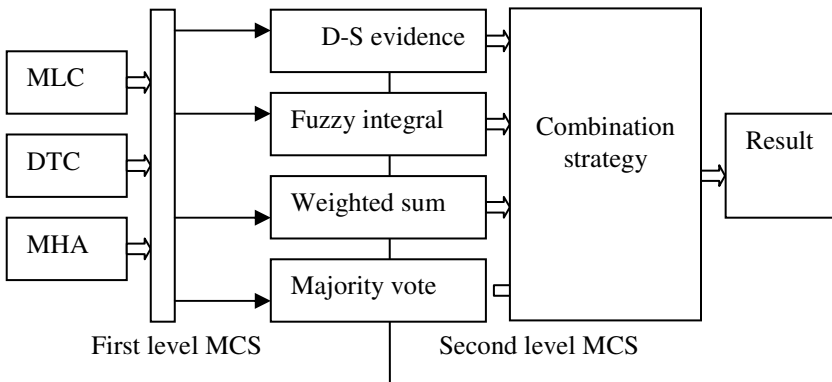 MLC
DTC
MHA
D-S evidence
Fuzzy integral
Weighted sum
Majority vote
Combination
strategy
Result
First level MCS
Second level MCS